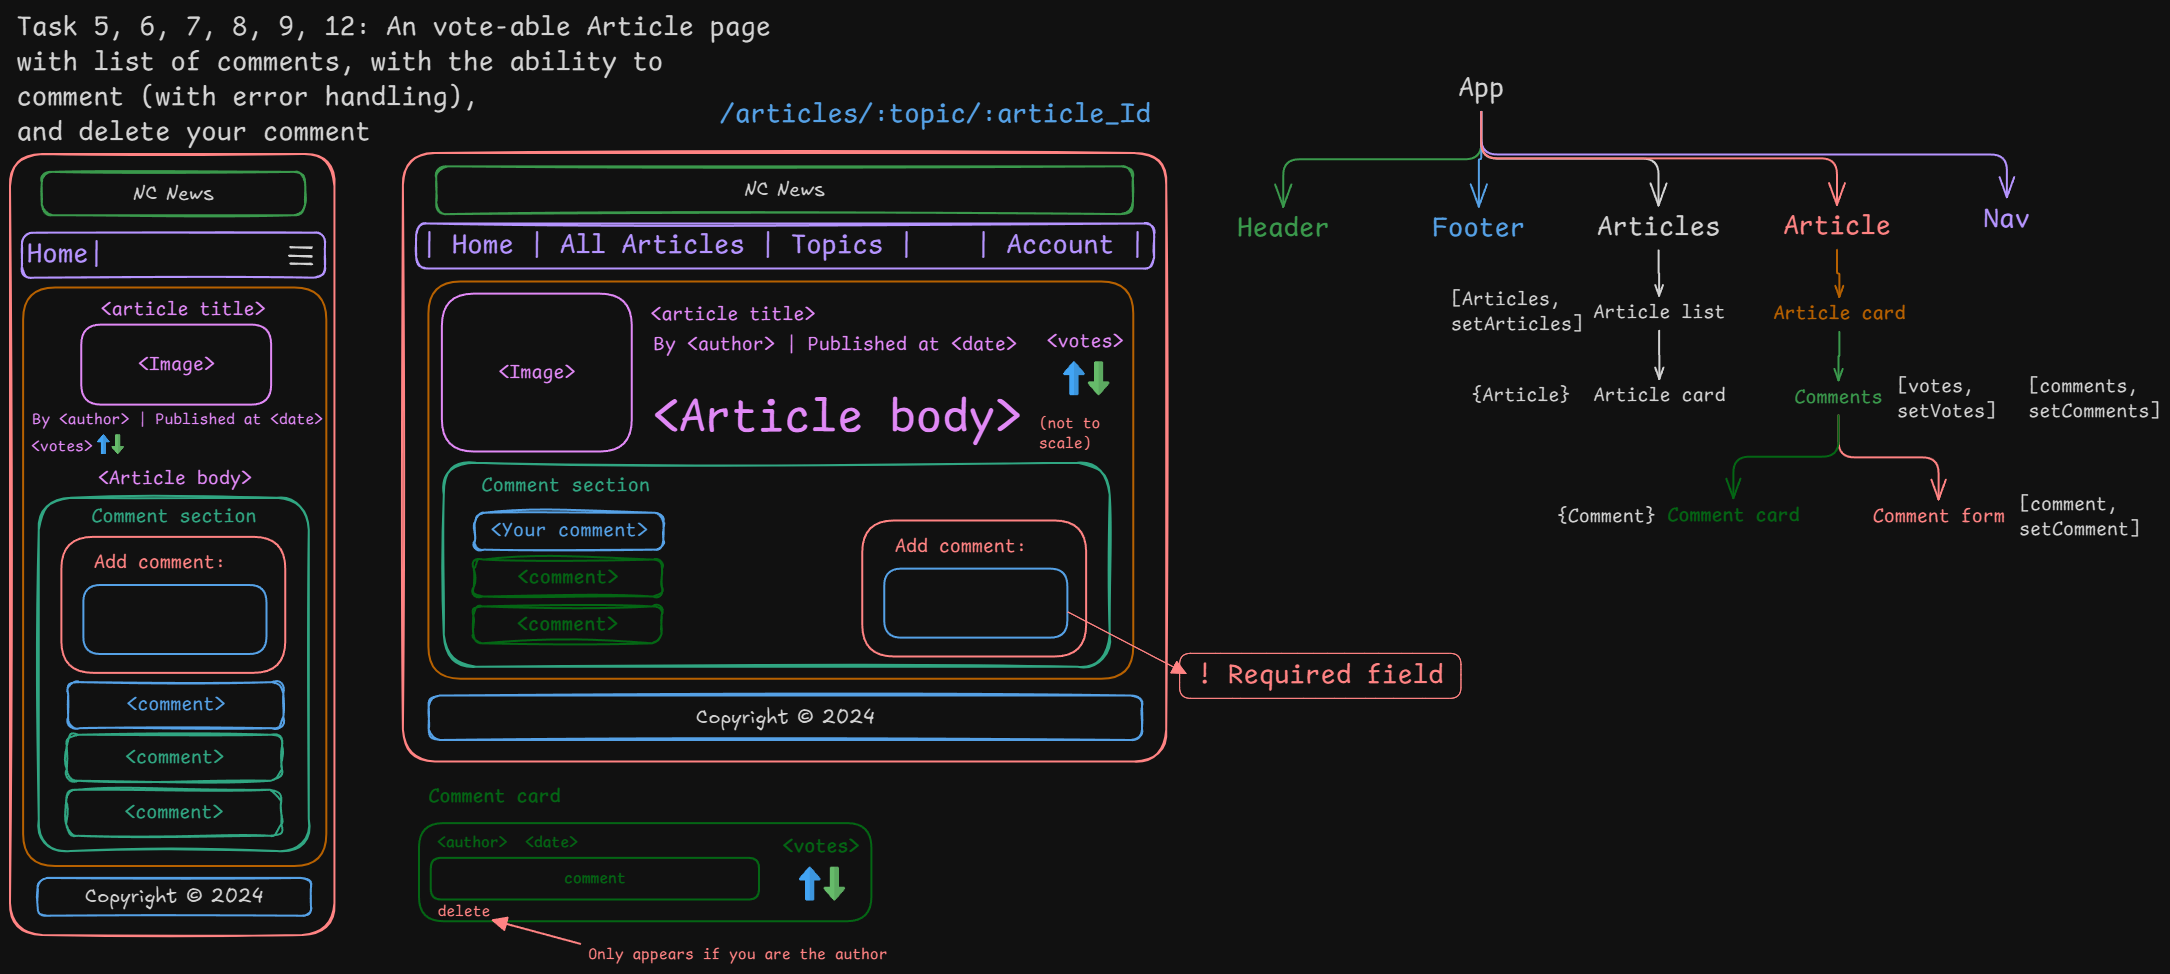 Task 5, 6, 7, 8, 9, 12: An vote-able Article page
with list of comments, with the ability to
comment (with error handling),
and delete your comment
NC News
Home|
<article title>
<Image>
By <author> | Published at <date>
<votes>
<Article body>
Comment section
Add comment:
<comment>
<comment>
<comment>
Copyright © 2024
/articles/:topic/:article_Id
NC News
| Home | All Articles | Topics | | Account |
<Image>
<article title>
By <author> | Published at <date>
<votes>
<Article body>
(not to
scale)
Comment section
<Your comment>
<comment>
<comment>
Add comment:
! Required field
Copyright © 2024
Comment card
<author> <date>
<votes>
comment
delete
Only appears if you are the author
App
Header
Footer
Articles
Article
Nav
[Articles,
setArticles]
Article list
Article card
{Article}
Article card
Comments
[votes,
setVotes]
[comments,
setComments]
{Comment}
Comment card
Comment form
[comment,
setComment]